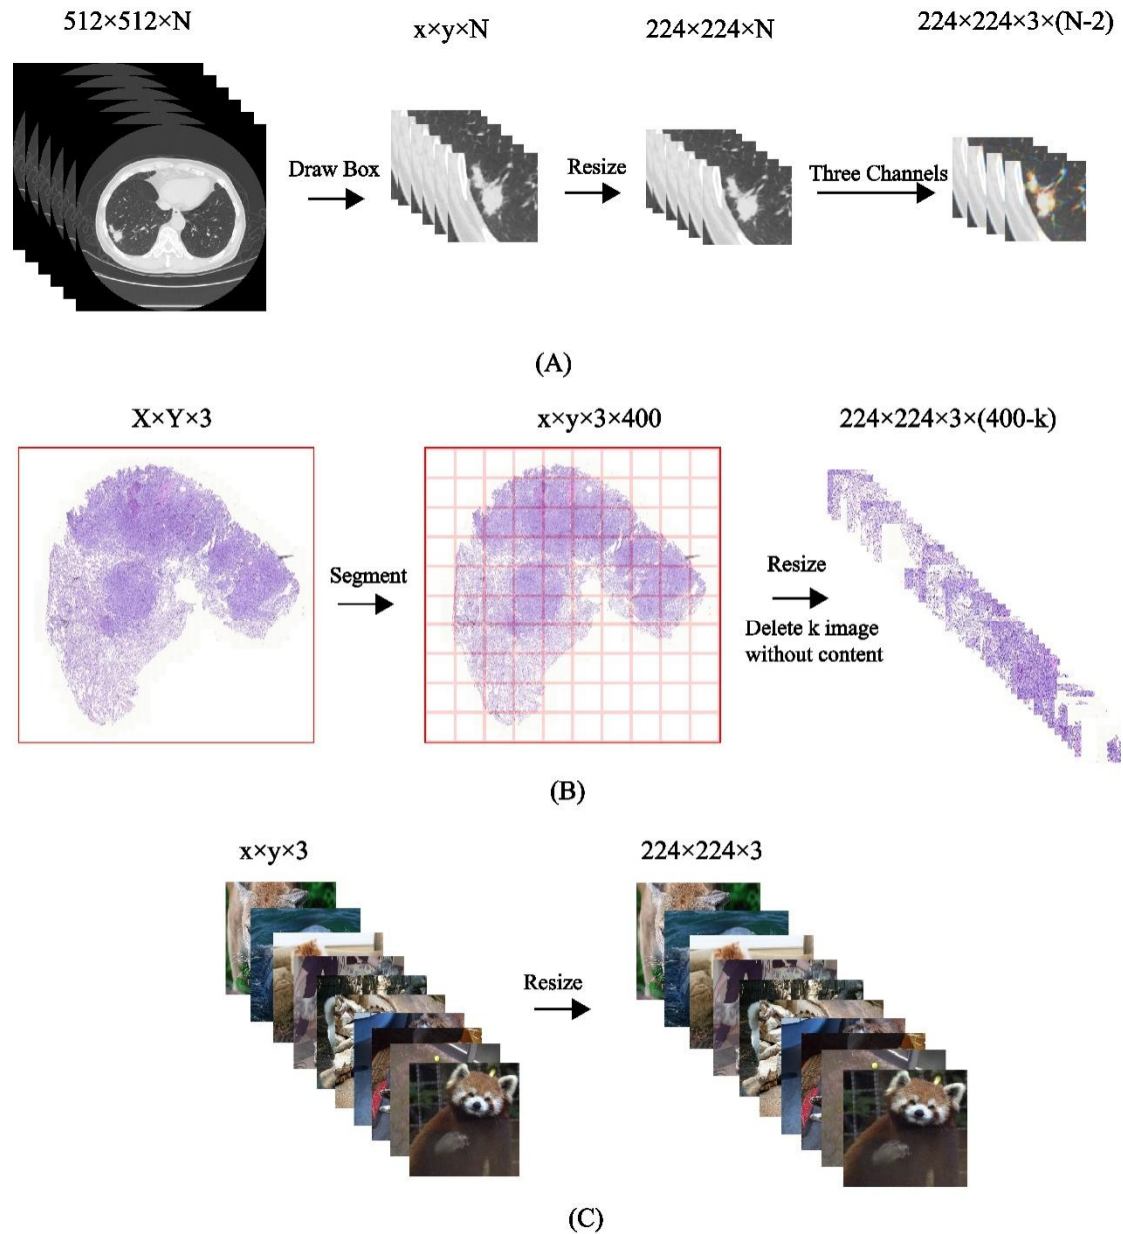 512×512×N
x×y×N
224×224×N
224×224×3×(N-2)
Draw Box
Resize
Three Channels
(A)
X×Y×3
x×y×3×400
224×224×3×(400-k)
Segment
Resize
Delete k image
without content
(B)
x×y×3
224×224×3
Resize
(C)